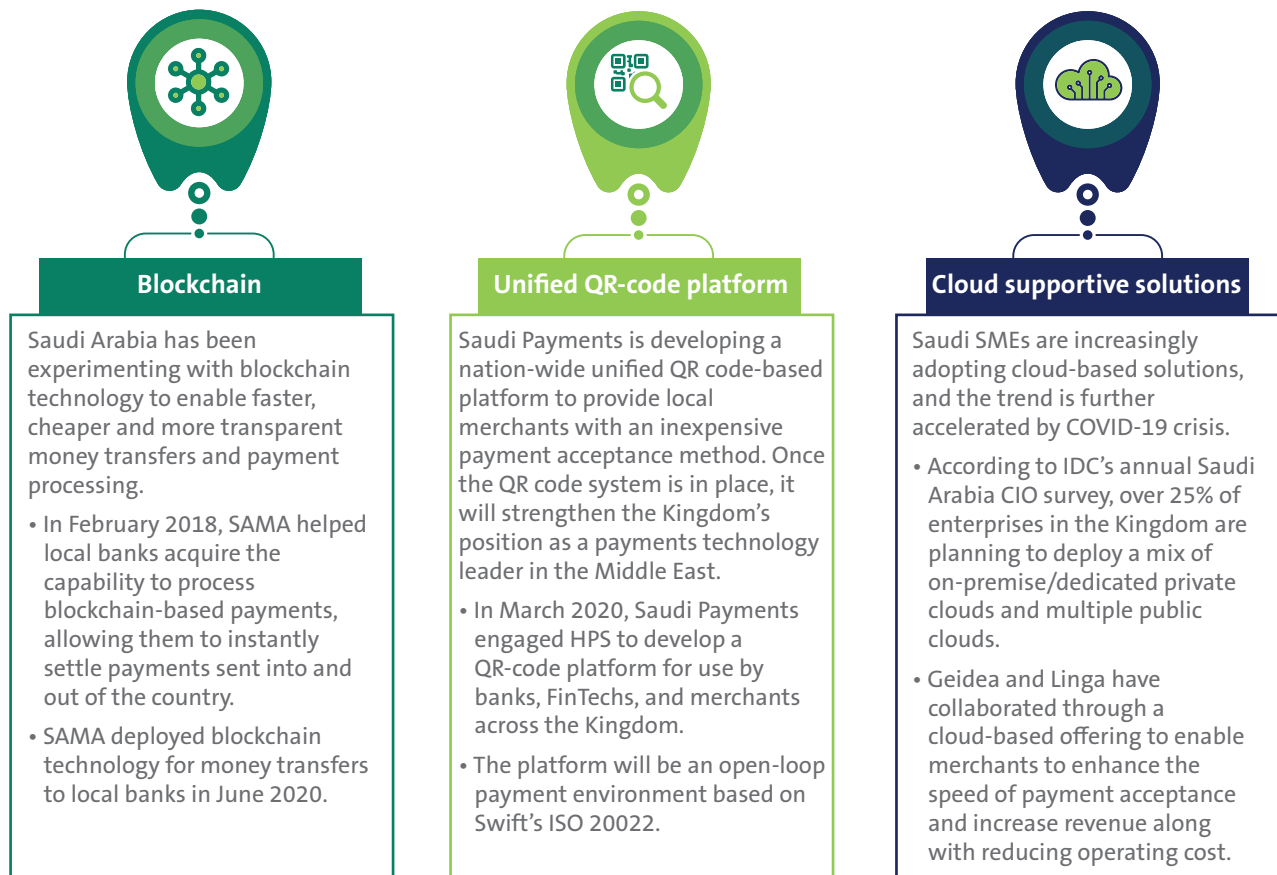 Blockchain
Saudi Arabia has been
experimenting with blockchain
technology to enable faster,
cheaper and more transparent
money transfers and payment
processing.
• In February 2018, SAMA helped
local banks acquire the
capability to process
blockchain-based payments,
allowing them to instantly
settle payments sent into and
out of the country.
• SAMA deployed blockchain
technology for money transfers
to local banks in June 2020.
Unified QR-code platform
Saudi Payments is developing a
nation-wide unified QR code-based
platform to provide local
merchants with an inexpensive
payment acceptance method. Once
the QR code system is in place, it
will strengthen the Kingdom’s
position as a payments technology
leader in the Middle East.
• In March 2020, Saudi Payments
engaged HPS to develop a
QR-code platform for use by
banks, FinTechs, and merchants
across the Kingdom.
• The platform will be an open-loop
payment environment based on
Swift’s ISO 20022.
Cloud supportive solutions
Saudi SMEs are increasingly
adopting cloud-based solutions,
and the trend is further
accelerated by COVID-19 crisis.
• According to IDC’s annual Saudi
Arabia CIO survey, over 25% of
enterprises in the Kingdom are
planning to deploy a mix of
on-premise/dedicated private
clouds and multiple public
clouds.
• Geidea and Linga have
collaborated through a
cloud-based offering to enable
merchants to enhance the
speed of payment acceptance
and increase revenue along
with reducing operating cost.